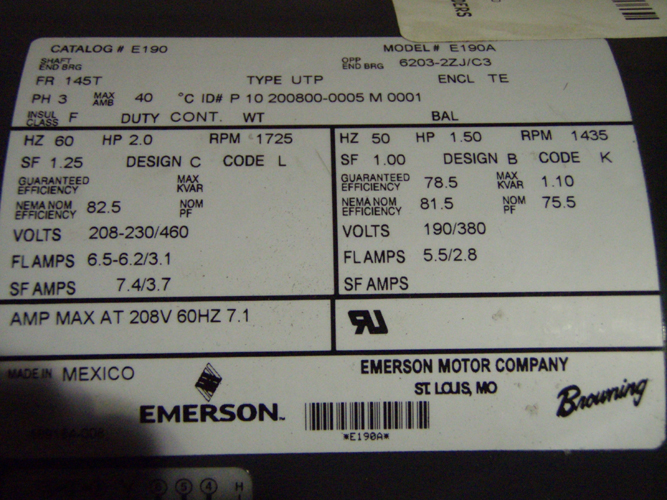 DERS
CATALOG # E190 MODEL# E190A
SHAFT END BRG OPP END BRG 6203-2ZJ/C3
FR 145T TYPE UTP ENCL TE
PH 3 MAX AMB 40 °C ID# P 10 200800-0005 M 0001
INSUL CLASS F DUTY CONT. WT BAL
HZ 60 HP 2.0 RPM 1725
SF 1.25 DESIGN C CODE L
GUARANTEED EFFICIENCY MAX KVAR
NEMA NOM EFFICIENCY 82.5 NOM PF
VOLTS 208-230/460
FL AMPS 6.5-6.2/3.1
SF AMPS 7.4/3.7
HZ 50 HP 1.50 RPM 1435
SF 1.00 DESIGN B CODE K
GUARANTEED EFFICIENCY 78.5 MAX KVAR 1.10
NEMA NOM EFFICIENCY 81.5 NOM PF 75.5
VOLTS 190/380
FL AMPS 5.5/2.8
SF AMPS
AMP MAX AT 208V 60HZ 7.1
RU
MADE IN MEXICO
EMERSON MOTOR COMPANY
ST. LOUIS, MO
EMERSON™
Browning
*E190A*
6 5 4 H